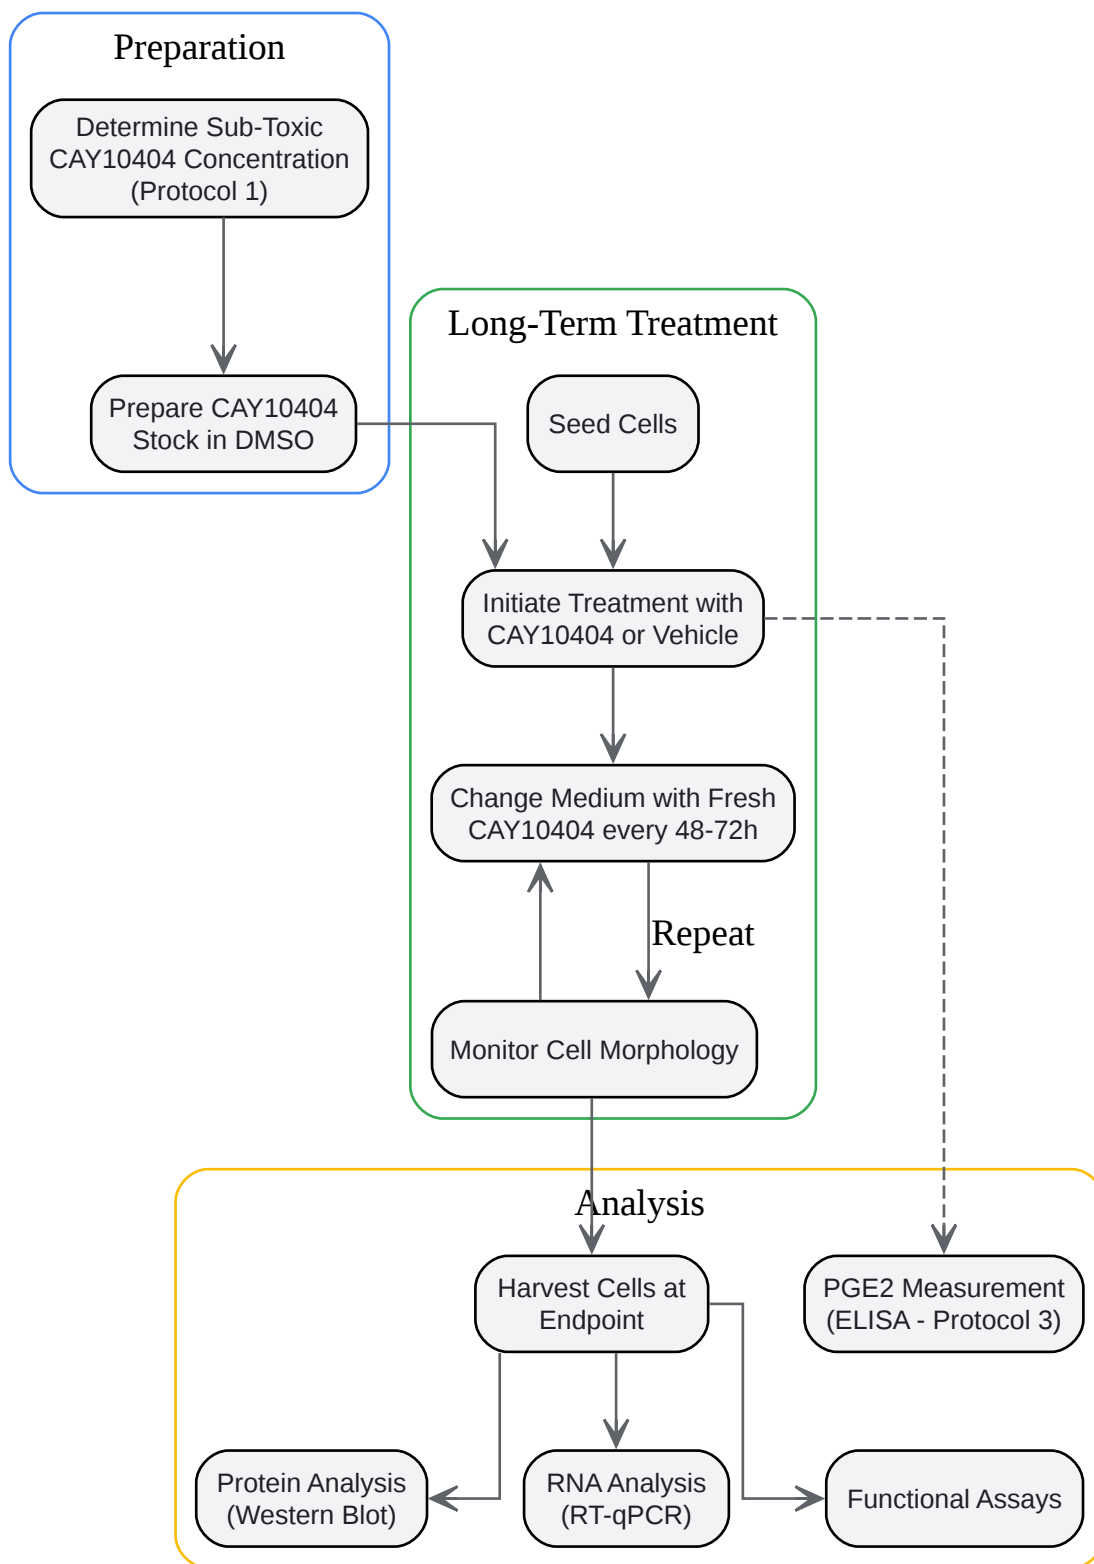 Preparation
Determine Sub-Toxic
CAY10404 Concentration
(Protocol 1)
Prepare CAY10404
Stock in DMSO
Long-Term Treatment
Seed Cells
Initiate Treatment with
CAY10404 or Vehicle
Change Medium with Fresh
CAY10404 every 48-72h
Repeat
Monitor Cell Morphology
Analysis
Harvest Cells at
Endpoint
PGE2 Measurement
(ELISA - Protocol 3)
Protein Analysis
(Western Blot)
RNA Analysis
(RT-qPCR)
Functional Assays